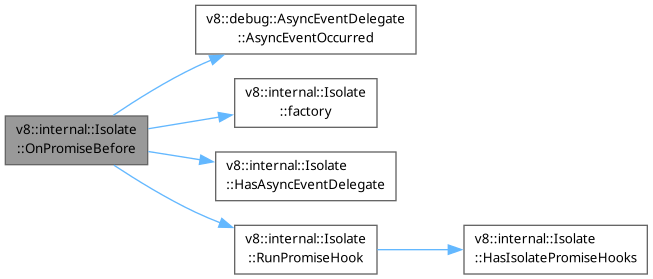 v8::debug::AsyncEventDelegate
::AsyncEventOccurred
v8::internal::Isolate
::factory
v8::internal::Isolate
::OnPromiseBefore
v8::internal::Isolate
::HasAsyncEventDelegate
v8::internal::Isolate
::RunPromiseHook
v8::internal::Isolate
::HasIsolatePromiseHooks